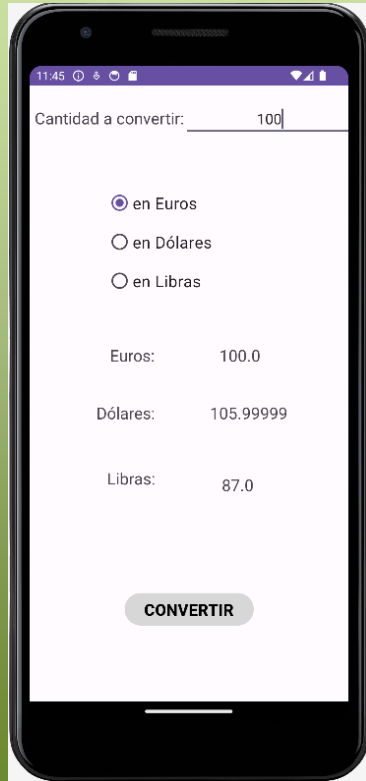 11:45
Cantidad a convertir: 100
en Euros
en Dólares
en Libras
Euros: 100.0
Dólares: 105.99999
Libras: 87.0
CONVERTIR